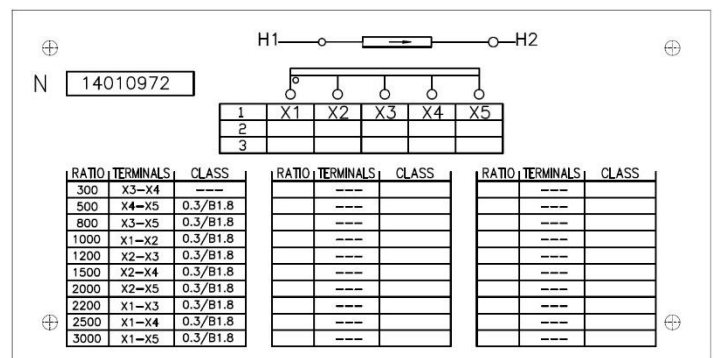 H1 H2
N 14010972
1 X1 X2 X3 X4 X5
2
3
RATIO TERMINALS CLASS RATIO TERMINALS CLASS RATIO TERMINALS CLASS
300 X3-X4 --- --- ---
500 X4-X5 0.3/B1.8 --- ---
800 X3-X5 0.3/B1.8 --- ---
1000 X1-X2 0.3/B1.8 --- ---
1200 X2-X3 0.3/B1.8 --- ---
1500 X2-X4 0.3/B1.8 --- ---
2000 X2-X5 0.3/B1.8 --- ---
2200 X1-X3 0.3/B1.8 --- ---
2500 X1-X4 0.3/B1.8 --- ---
3000 X1-X5 0.3/B1.8 --- ---